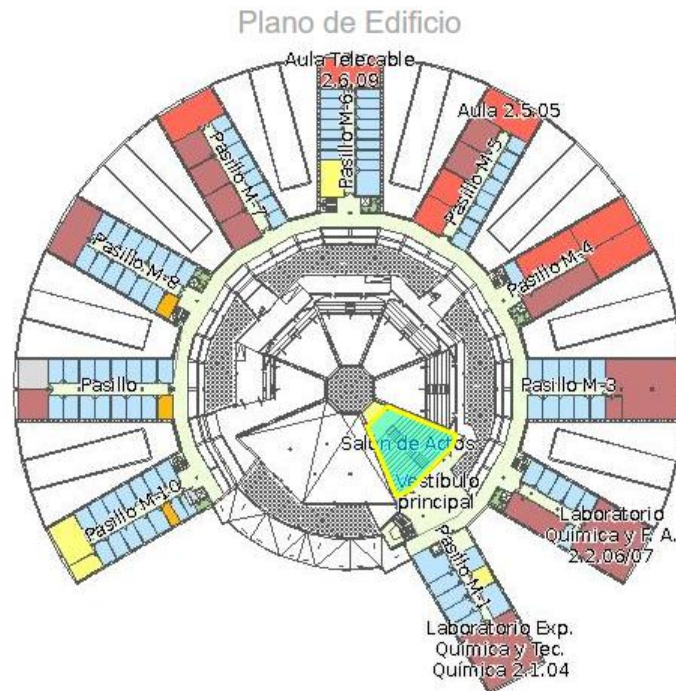 Plano de Edificio
Aula Telecable
2.6.09
Pasillo M-6
Aula 2.5.05
Pasillo M-5
Pasillo M-7
Pasillo M-4
Pasillo M-8
Pasillo
Pasillo M-3
Salón de Actos
Vestíbulo
principal
Pasillo M-10
Laboratorio
Química y F. A.
2.2.06/07
Pasillo M-1
Laboratorio Exp.
Química y Tec.
Química 2.1.04